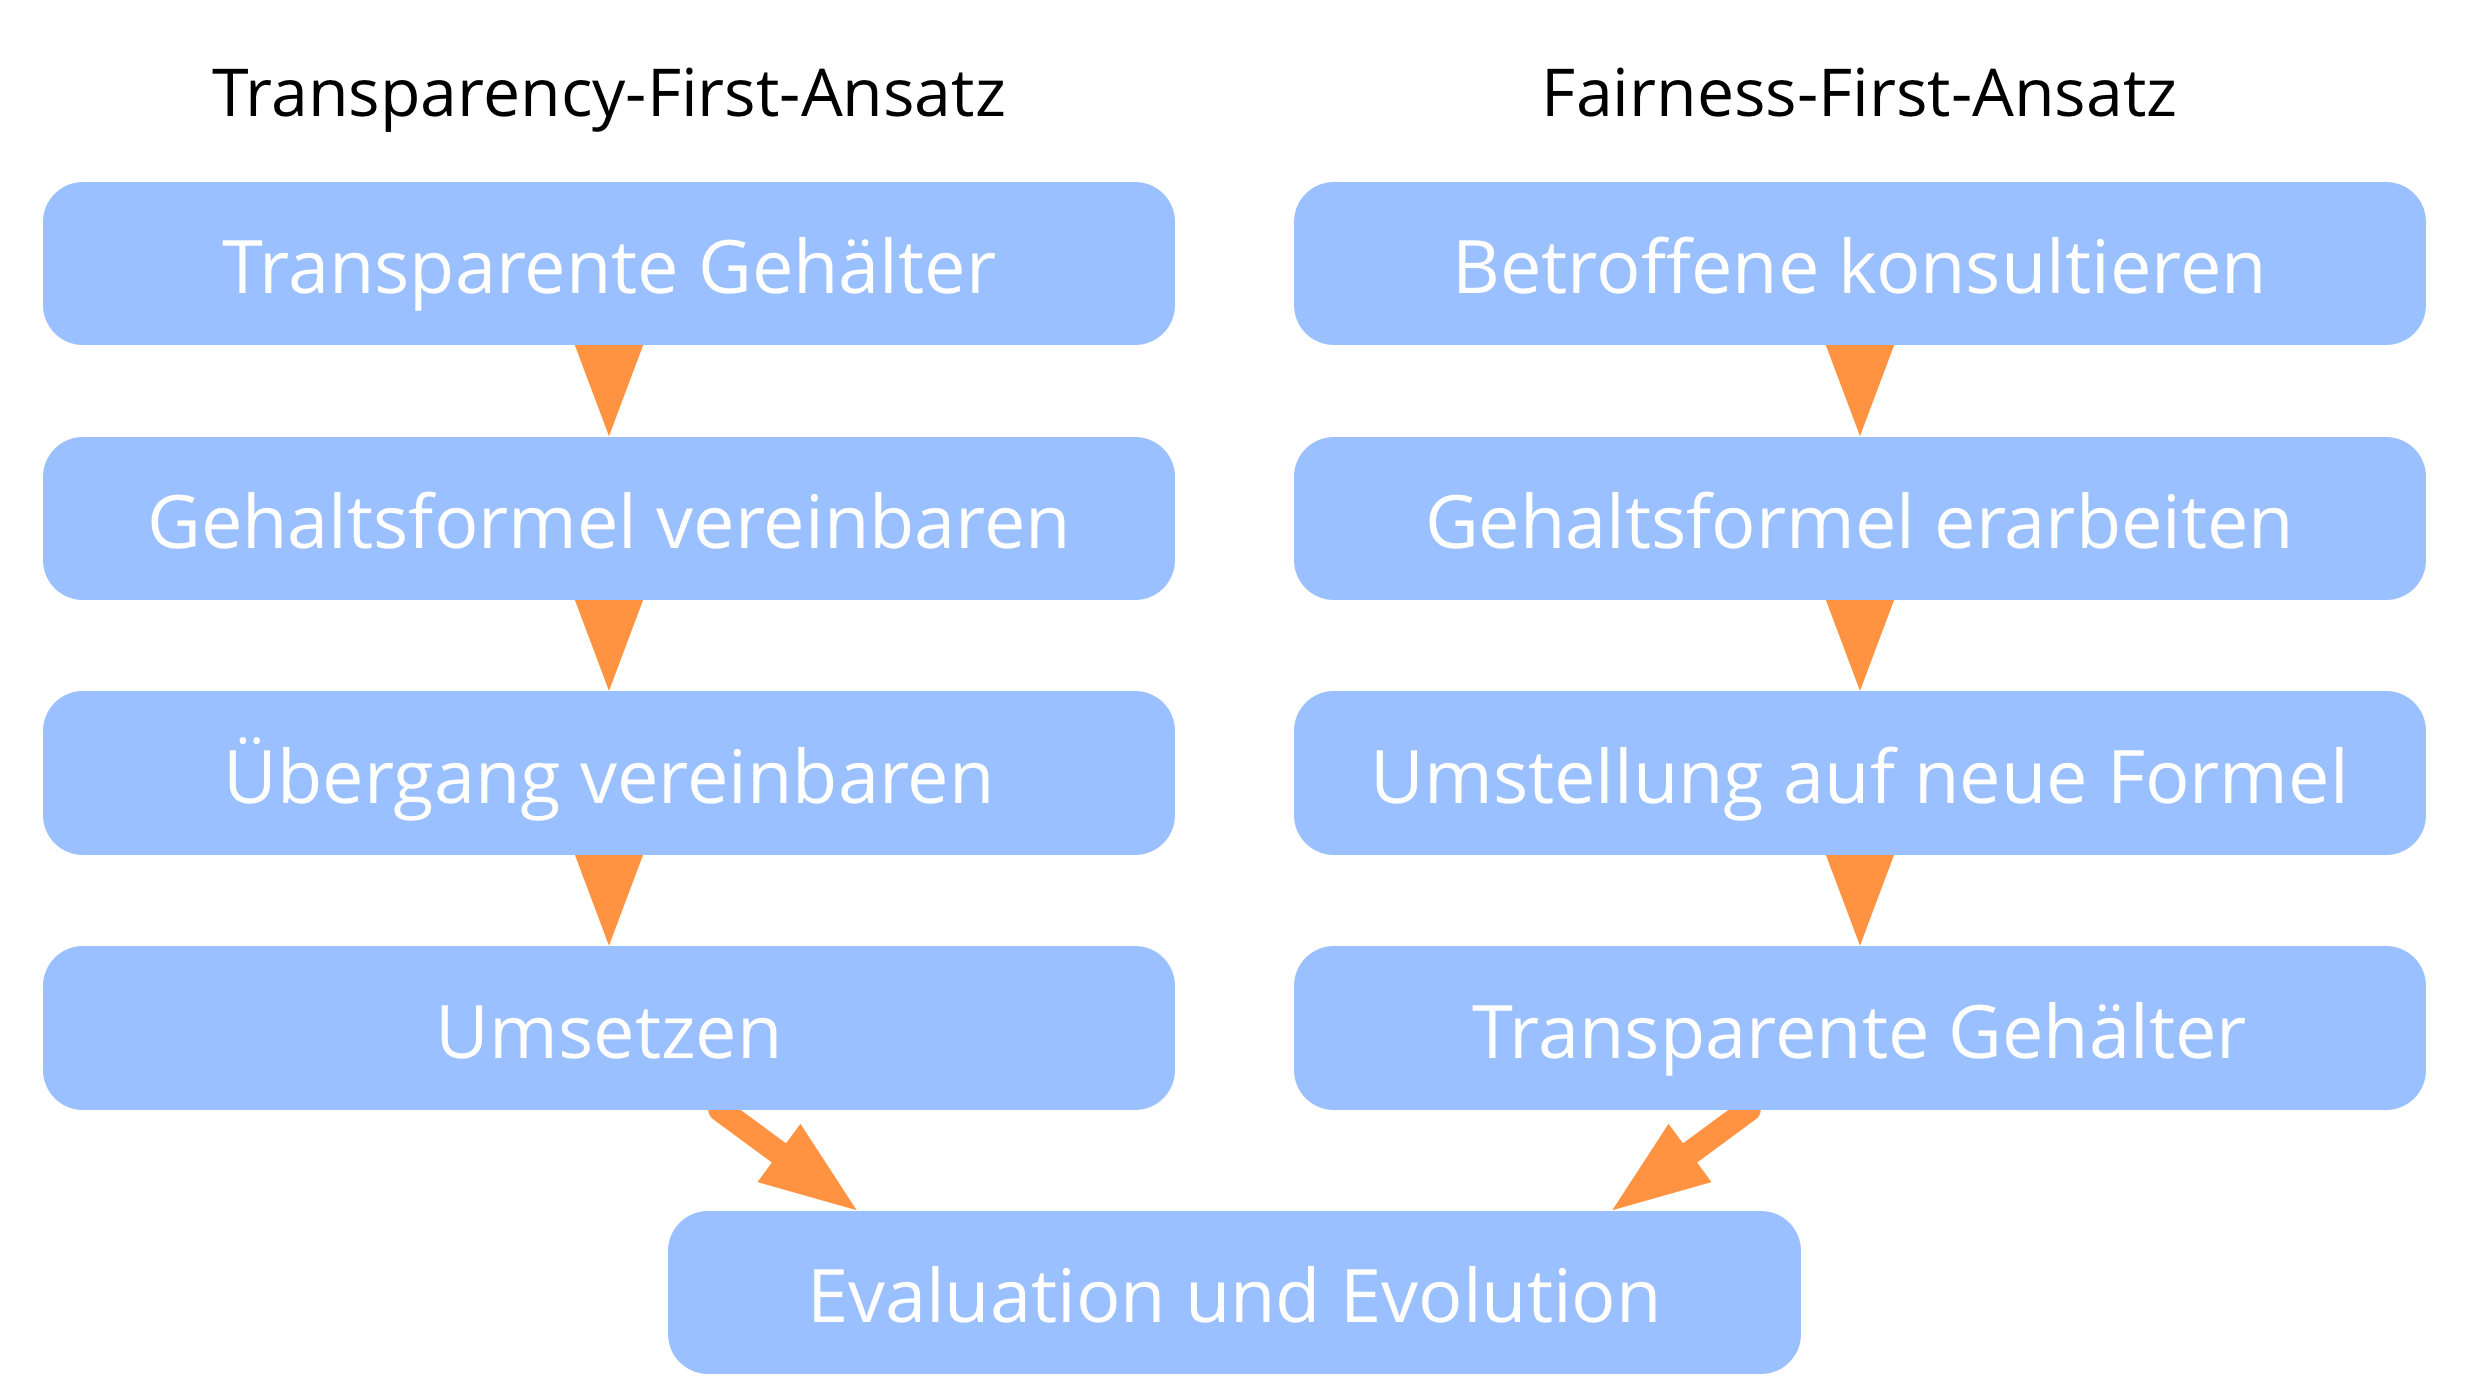 Transparency-First-Ansatz
Transparente Gehälter
Gehaltsformel vereinbaren
Übergang vereinbaren
Umsetzen
Fairness-First-Ansatz
Betroffene konsultieren
Gehaltsformel erarbeiten
Umstellung auf neue Formel
Transparente Gehälter
Evaluation und Evolution